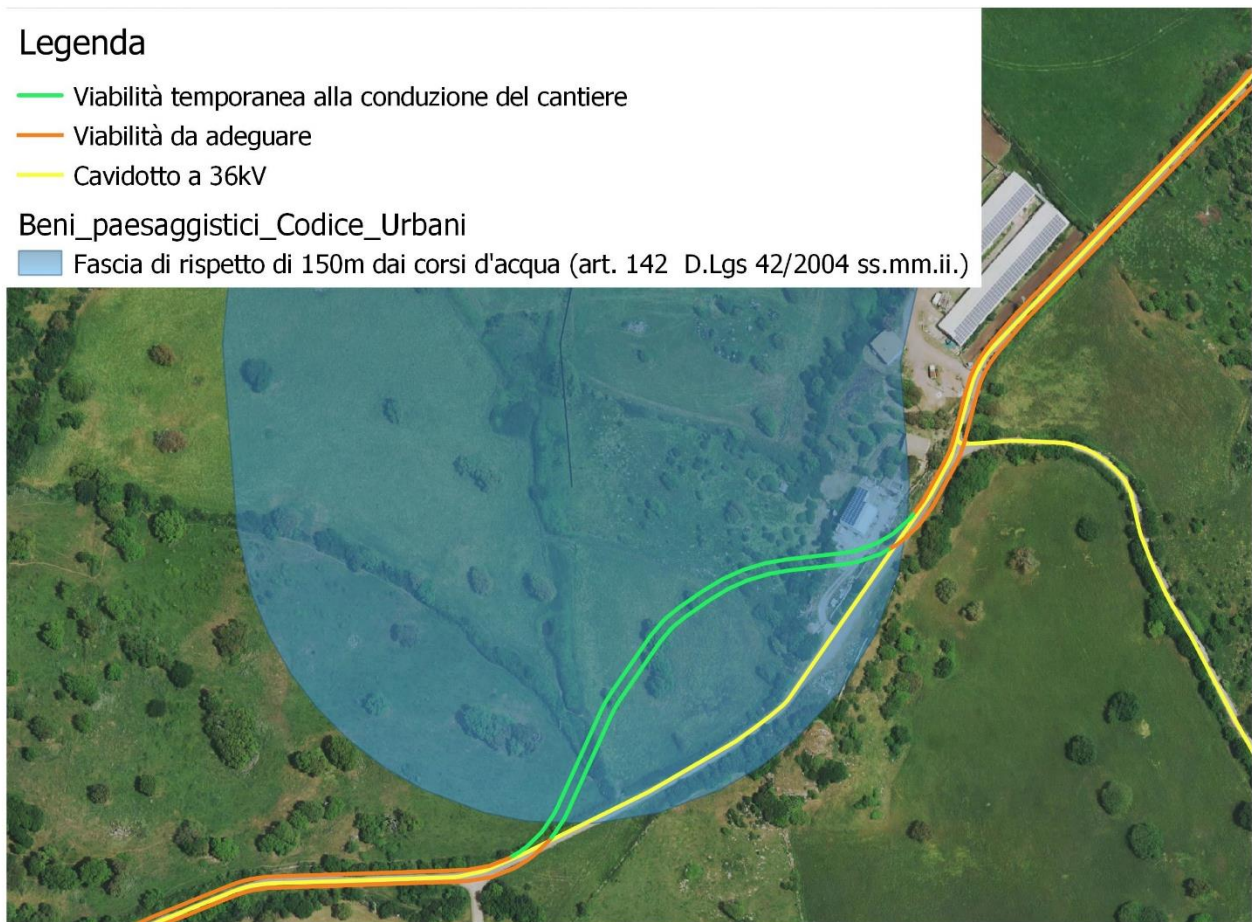 Legenda
Viabilità temporanea alla conduzione del cantiere
Viabilità da adeguare
Cavidotto a 36kV
Beni_paesaggistici_Codice_Urbani
Fascia di rispetto di 150m dai corsi d'acqua (art. 142 D.Lgs 42/2004 ss.mm.ii.)